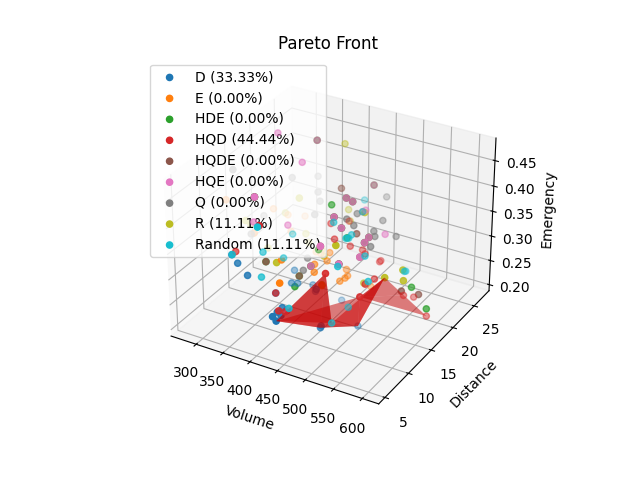 Pareto Front
D (33.33%)
E (0.00%)
HDE (0.00%)
HQD (44.44%)
HQDE (0.00%)
HQE (0.00%)
Q (0.00%)
R (11.11%)
Random (11.11%)
0.45
0.40
0.35
0.30
0.25
0.20
Emergency
25
20
15
10
5
Distance
300
350
400
450
500
550
600
Volume